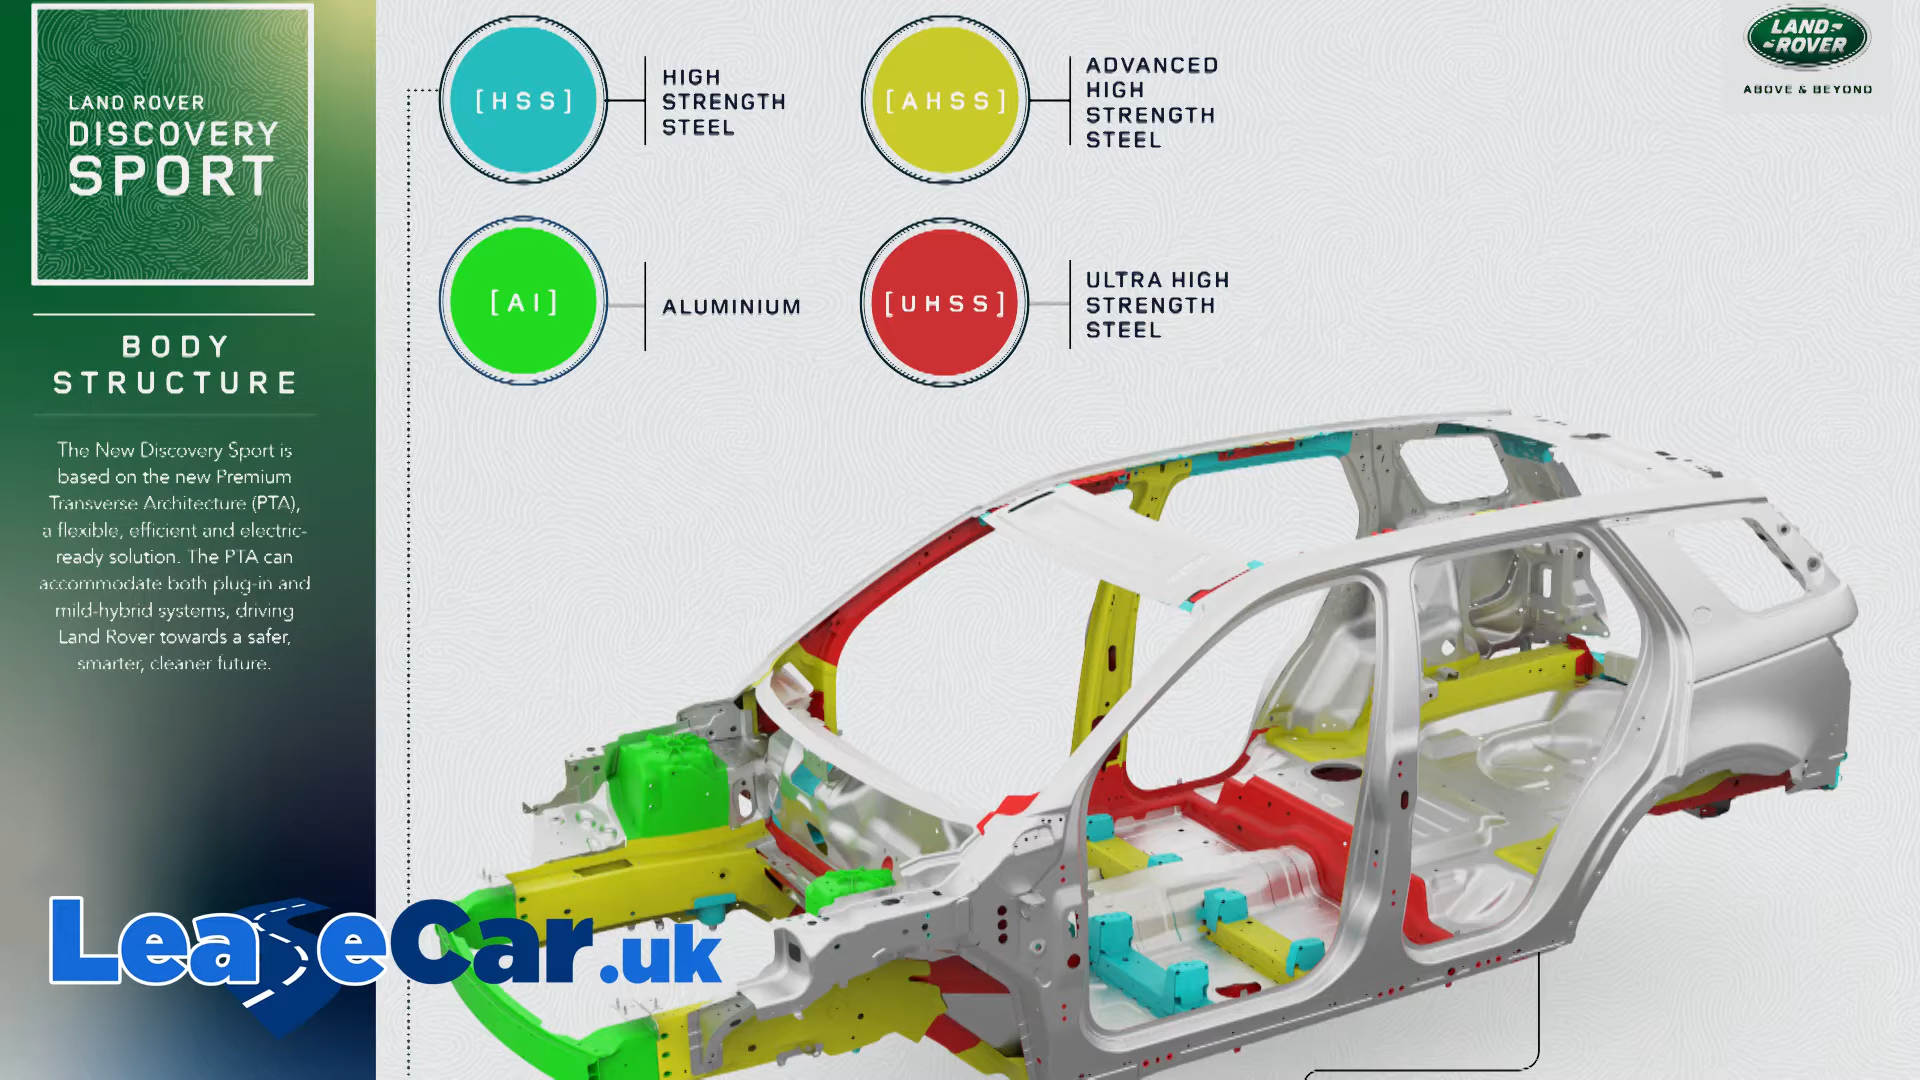 LAND ROVER
DISCOVERY
SPORT
BODY
STRUCTURE
The New Discovery Sport is
based on the new Premium
Transverse Architecture (PTA),
a flexible, efficient and electric-
ready solution. The PTA can
accommodate both plug-in and
mild-hybrid systems, driving
Land Rover towards a safer,
smarter, cleaner future.
[HSS]
HIGH
STRENGTH
STEEL
[AHSS]
ADVANCED
HIGH
STRENGTH
STEEL
[AI]
ALUMINIUM
[UHSS]
ULTRA HIGH
STRENGTH
STEEL
LAND-
-ROVER
ABOVE & BEYOND
LeaseCar.uk